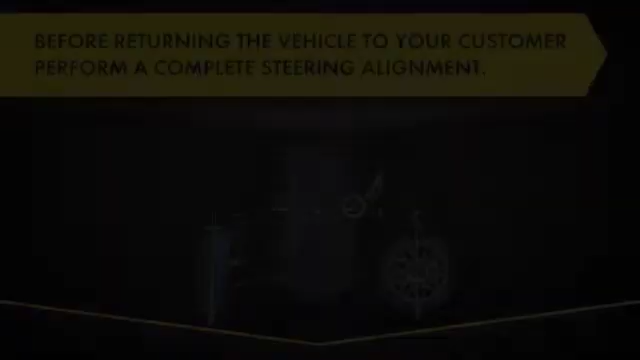 BEFORE RETURNING THE VEHICLE TO YOUR CUSTOMER
PERFORM A COMPLETE STEERING ALIGNMENT.